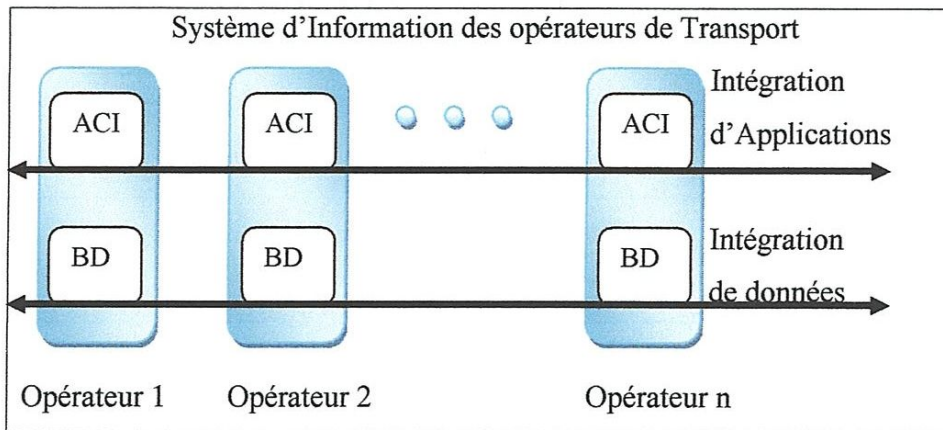 Système d'Information des opérateurs de Transport
ACI
ACI
ACI
Intégration
d'Applications
BD
BD
BD
Intégration
de données
Opérateur 1
Opérateur 2
Opérateur n